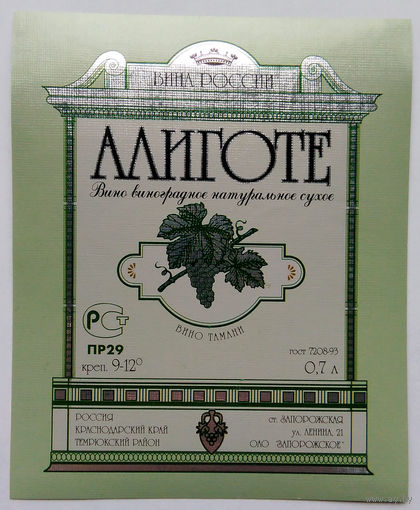 ВИНА РОССИИ
АЛИГОТЕ
Вино виноградное натуральное сухое
ВИНО ТАМАНИ
РСТ
ПР29
креп. 9-12°
гост 7208-93
0,7 л
РОССИЯ
КРАСНОДАРСКИЙ КРАЙ
ТЕМРЮКСКИЙ РАЙОН
ст. ЗАПОРОЖСКАЯ
ул. ЛЕНИНА, 21
ОАО "ЗАПОРОЖСКОЕ"